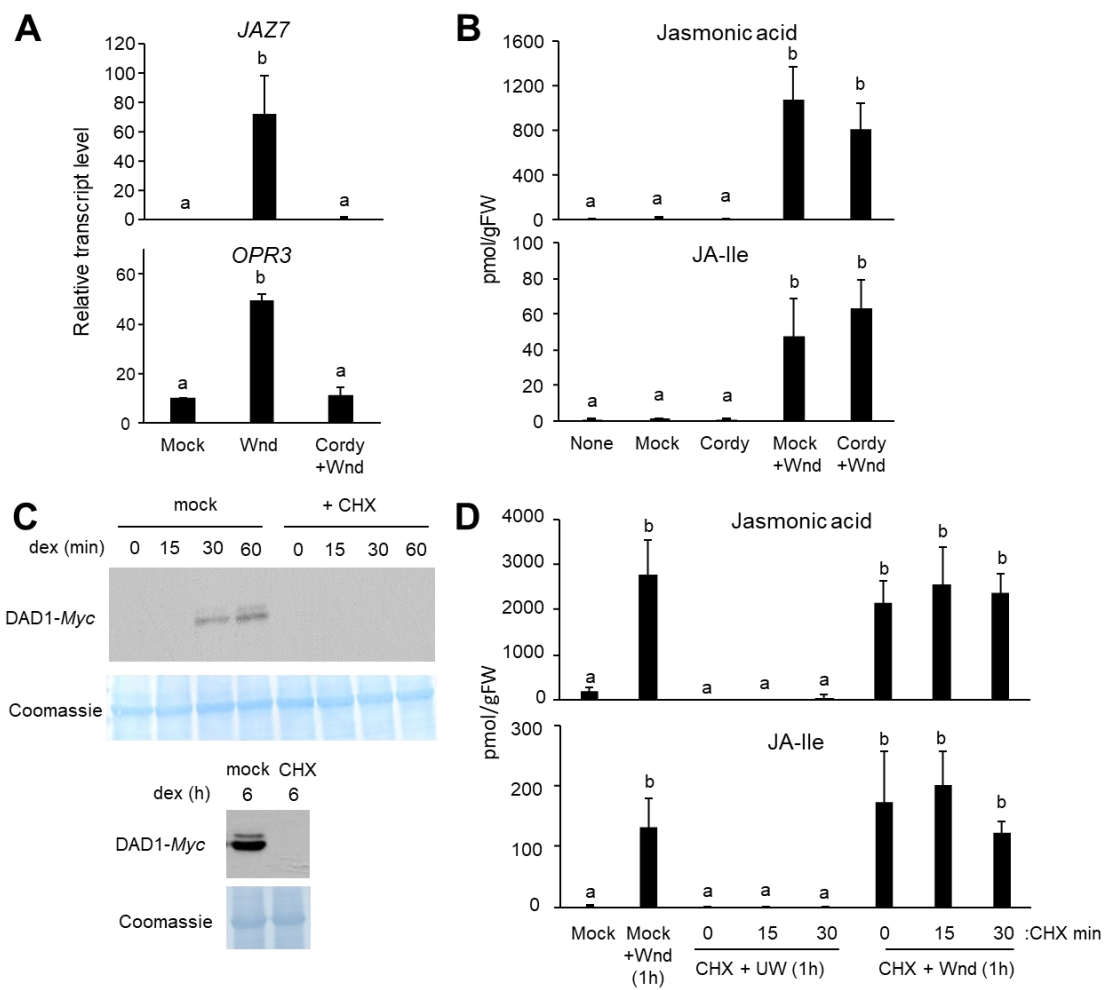 A
JAZ7
Relative transcript level
120
100
80
60
40
20
0
a
b
a
OPR3
60
40
20
0
a
b
a
Mock
Wnd
Cordy
+Wnd
B
Jasmonic acid
pmol/gFW
1600
1200
800
400
0
a
a
a
b
b
JA-Ile
100
80
60
40
20
0
a
a
a
b
b
None
Mock
Cordy
Mock
+Wnd
Cordy
+Wnd
C
mock
+ CHX
dex (min) 0 15 30 60 0 15 30 60
DAD1-Myc
Coomassie
mock CHX
dex (h) 6 6
DAD1-Myc
Coomassie
D
Jasmonic acid
pmol/gFW
4000
3000
2000
1000
0
a
b
a
a
a
b
b
b
JA-Ile
300
200
100
0
a
b
a
a
a
b
b
b
Mock
Mock
+Wnd
(1h)
0 15 30 0 15 30 :CHX min
CHX + UW (1h)
CHX + Wnd (1h)